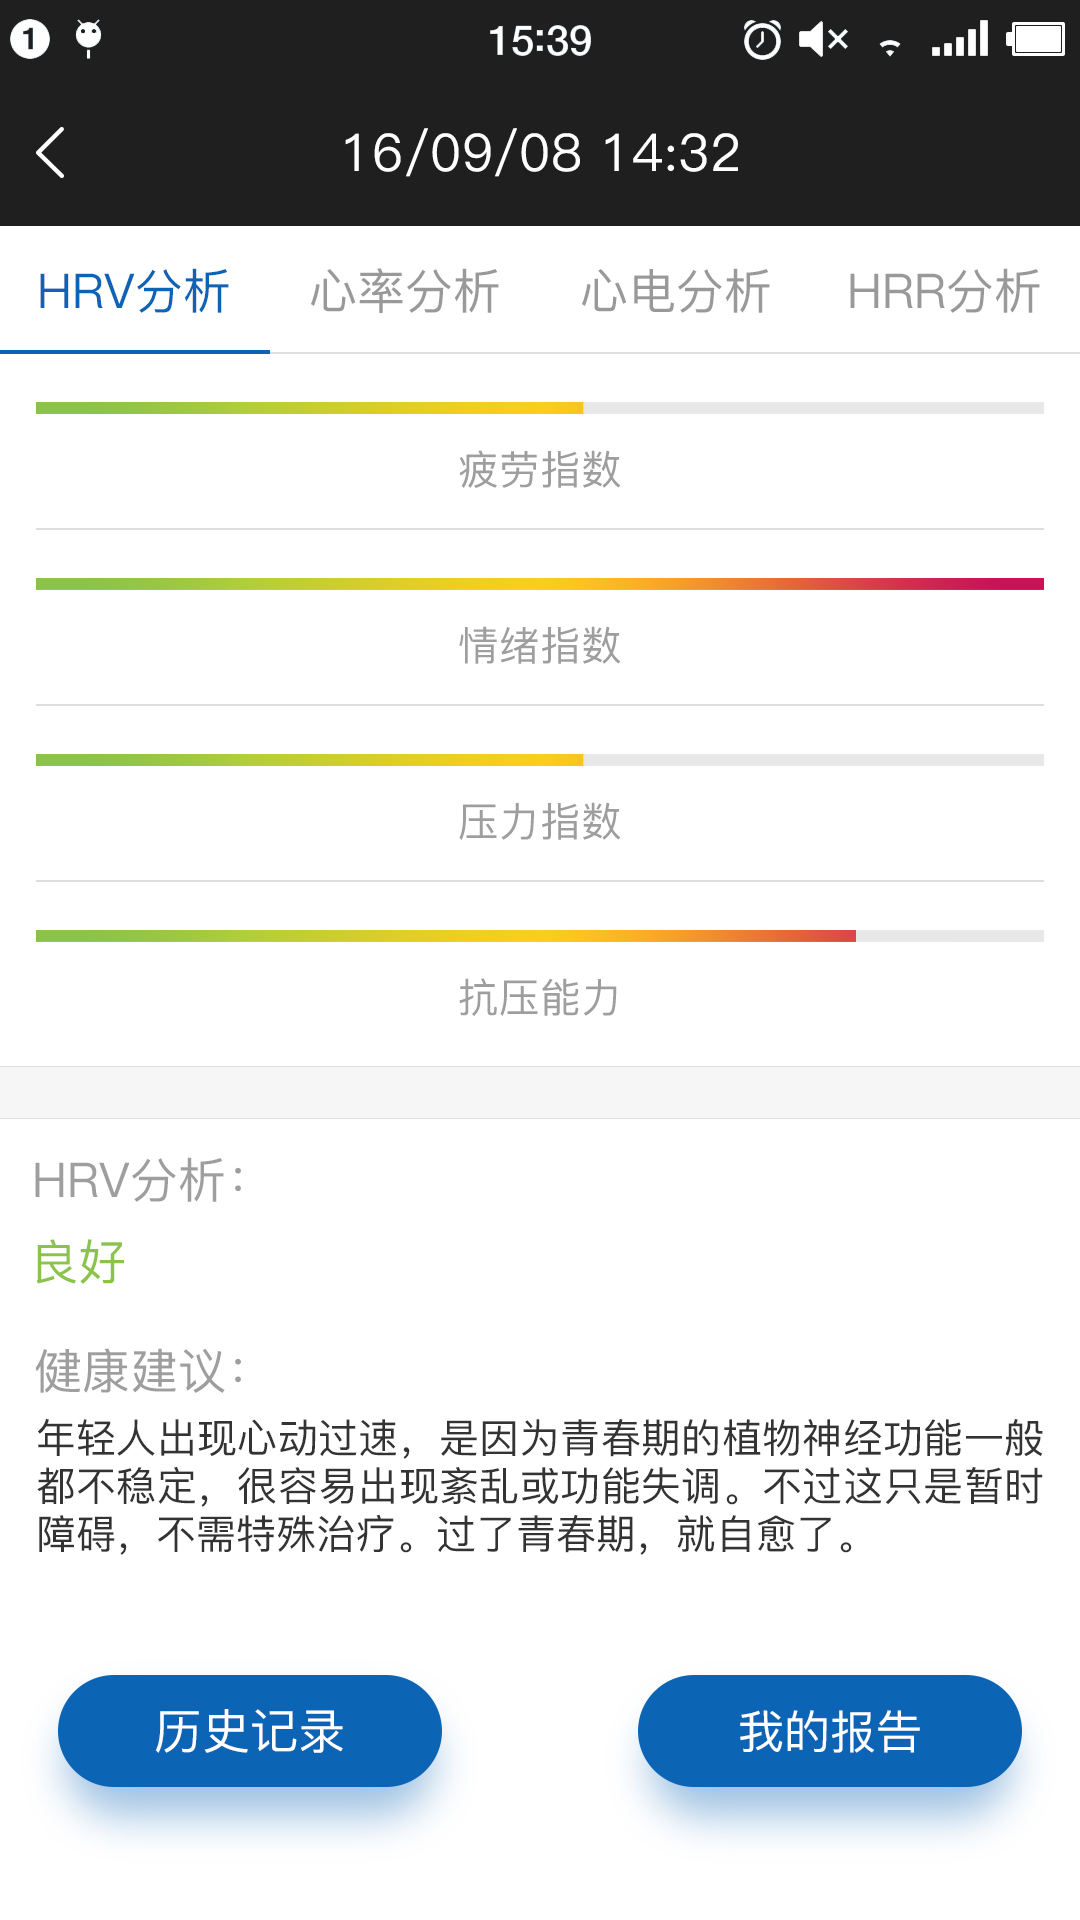 1
15:39
16/09/08 14:32
HRV分析 心率分析 心电分析 HRR分析
疲劳指数
情绪指数
压力指数
抗压能力
HRV分析：
良好
健康建议：
年轻人出现心动过速，是因为青春期的植物神经功能一般
都不稳定，很容易出现紊乱或功能失调。不过这只是暂时
障碍，不需特殊治疗。过了青春期，就自愈了。
历史记录 我的报告